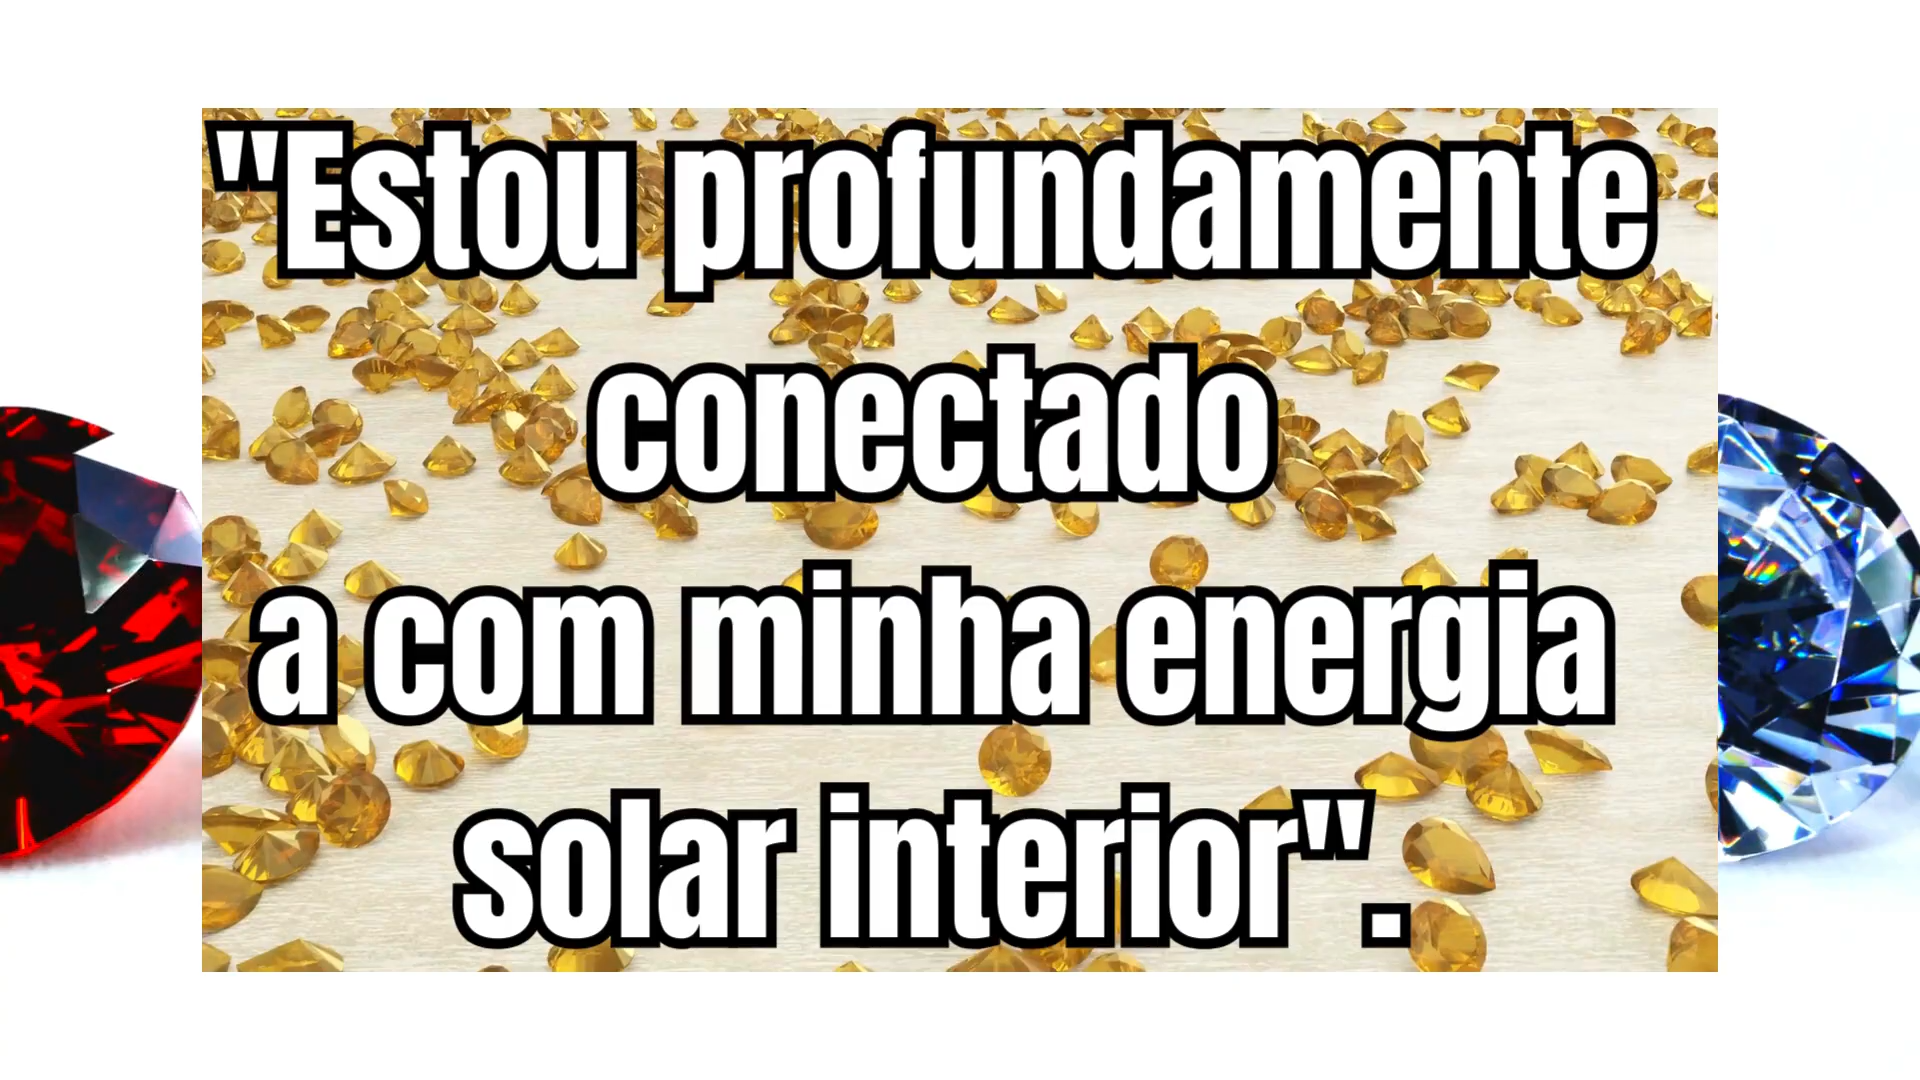 "Estou profundamente
conectado
a com minha energia
solar interior".